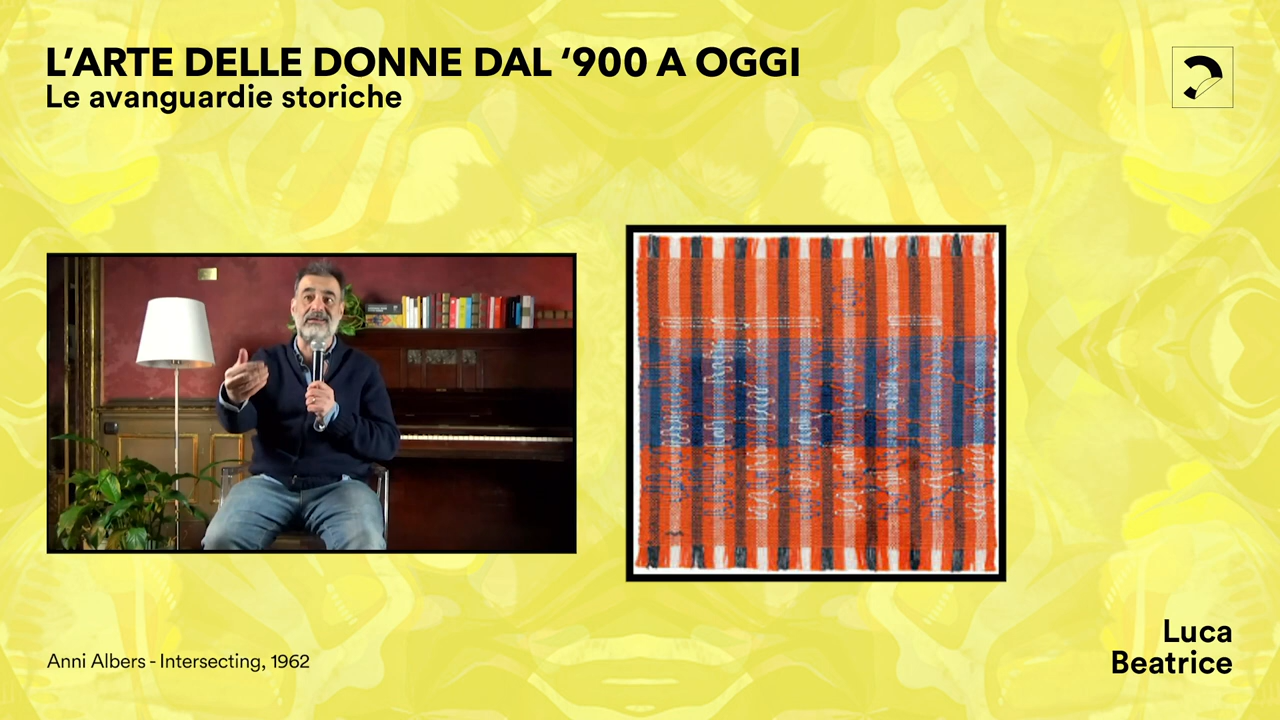 L’ARTE DELLE DONNE DAL ‘900 A OGGI
Le avanguardie storiche
Anni Albers - Intersecting, 1962
Luca
Beatrice